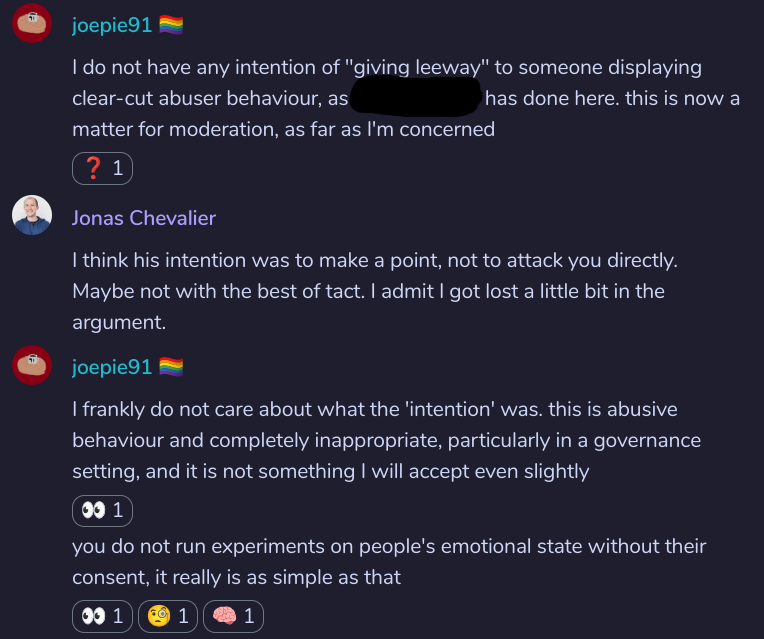 joepie91 🏳️‍🌈
I do not have any intention of "giving leeway" to someone displaying
clear-cut abuser behaviour, as has done here. this is now a
matter for moderation, as far as I'm concerned
❓ 1
Jonas Chevalier
I think his intention was to make a point, not to attack you directly.
Maybe not with the best of tact. I admit I got lost a little bit in the
argument.
joepie91 🏳️‍🌈
I frankly do not care about what the 'intention' was. this is abusive
behaviour and completely inappropriate, particularly in a governance
setting, and it is not something I will accept even slightly
👀 1
you do not run experiments on people's emotional state without their
consent, it really is as simple as that
👀 1 🧐 1 🧠 1